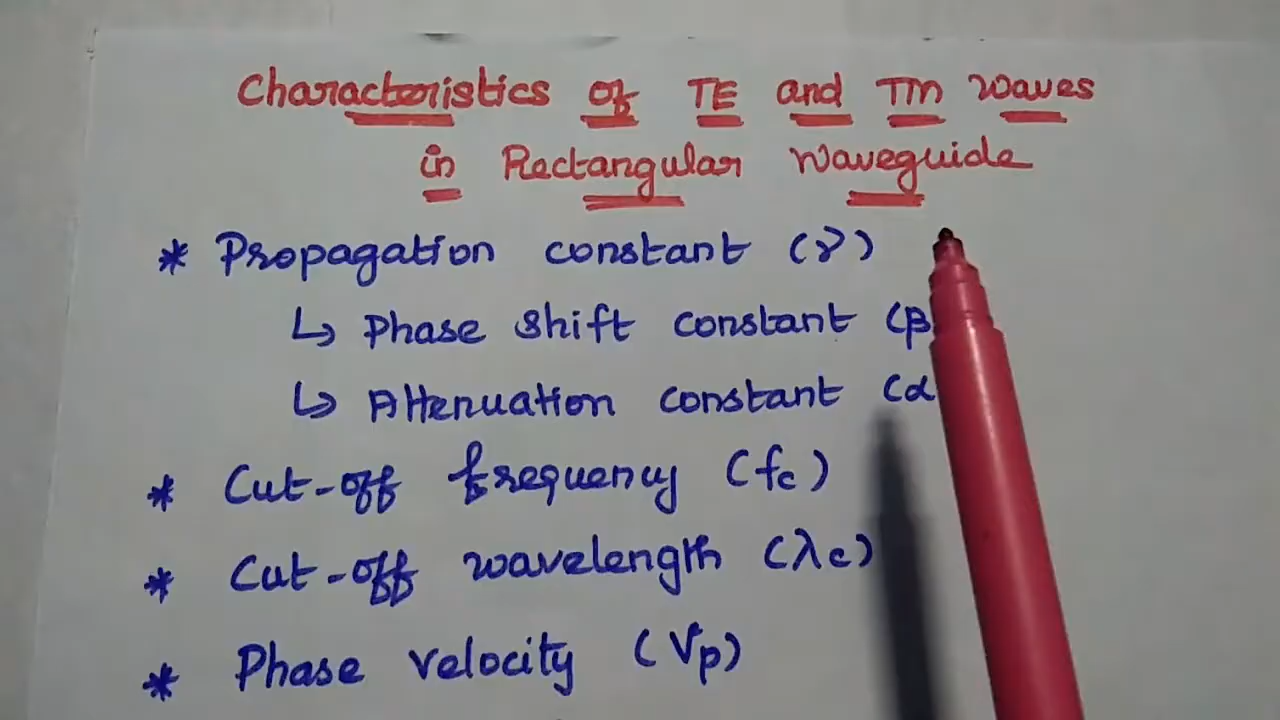 Characteristics of TE and TM waves
in Rectangular Waveguide
* Propagation constant (γ)
↳ Phase shift constant (β
↳ Attenuation constant (α
* Cut-off frequency (fc)
* Cut-off wavelength (λc)
* Phase velocity (Vp)